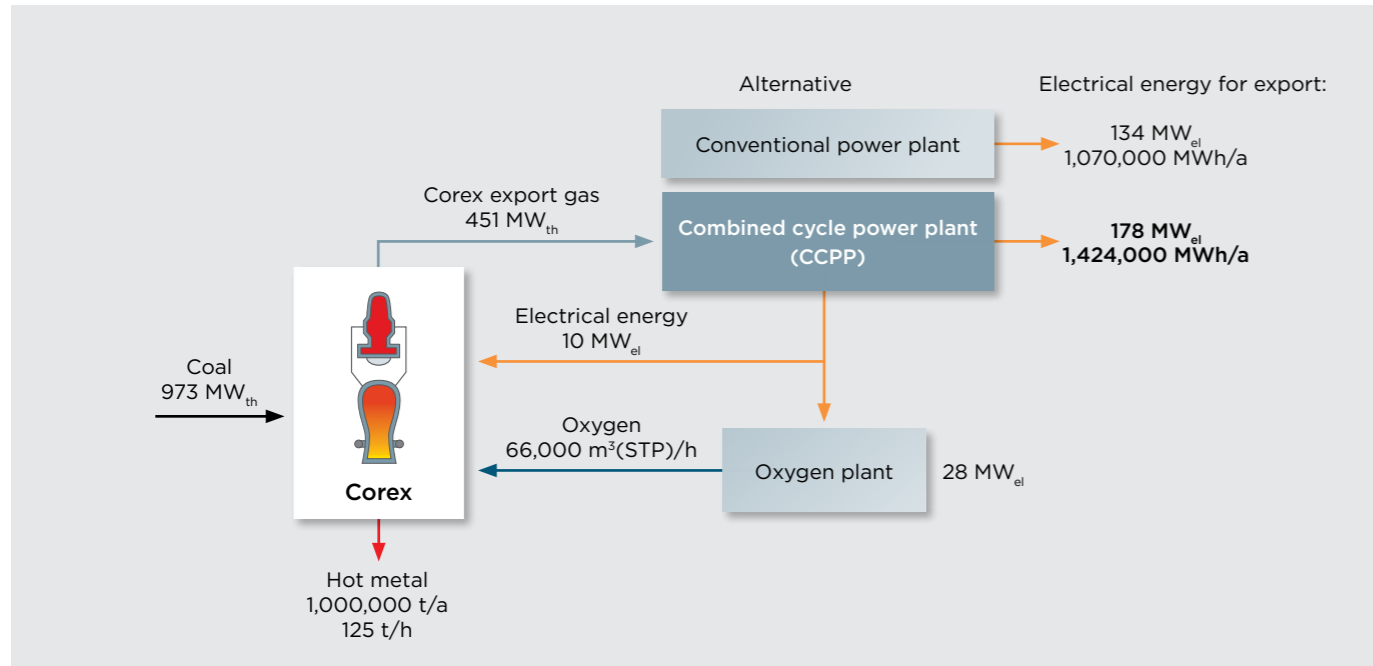 Alternative
Electrical energy for export:
Conventional power plant
134 MWel
1,070,000 MWh/a
Corex export gas
451 MWth
Combined cycle power plant
(CCPP)
178 MWel
1,424,000 MWh/a
Electrical energy
10 MWel
Coal
973 MWth
Oxygen
66,000 m³(STP)/h
Oxygen plant
28 MWel
Corex
Hot metal
1,000,000 t/a
125 t/h